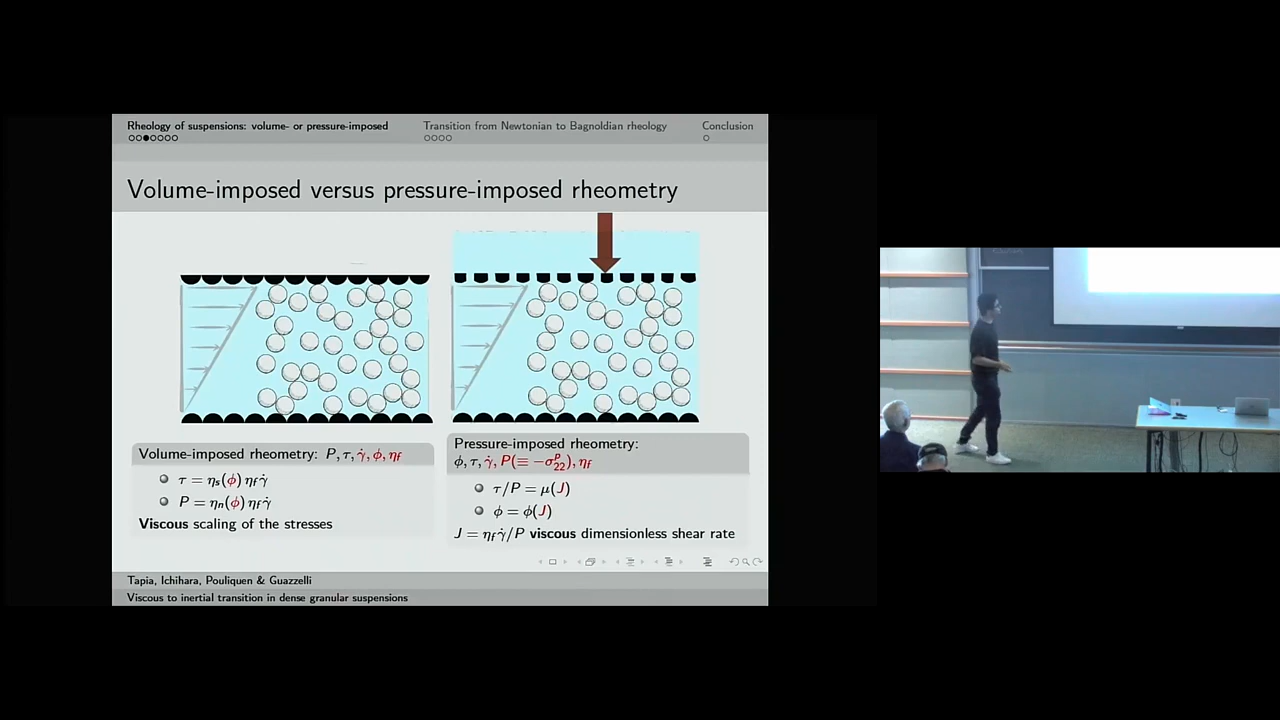 Rheology of suspensions: volume- or pressure-imposed
Transition from Newtonian to Bagnoldian rheology
Conclusion
Volume-imposed versus pressure-imposed rheometry
Volume-imposed rheometry: P, τ, γ̇, ϕ, ηf
τ = ηs(ϕ) ηf γ̇
P = ηn(ϕ) ηf γ̇
Viscous scaling of the stresses
Pressure-imposed rheometry:
ϕ, τ, γ̇, P(≡ −σᵖ₂₂), ηf
τ/P = μ(J)
ϕ = ϕ(J)
J = ηf γ̇/P viscous dimensionless shear rate
Tapia, Ichihara, Pouliquen & Guazzelli
Viscous to inertial transition in dense granular suspensions